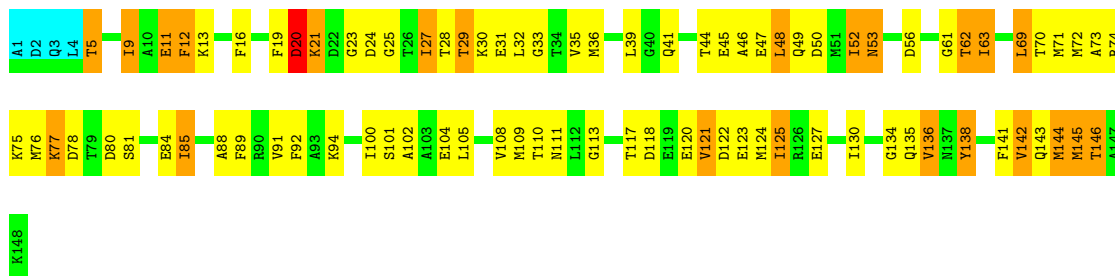 A1 D2 Q3 L4 T5 I9 A10 E11 F12 K13 F16 F19 D20 K21 D22 G23 D24 G25 T26 I27 T28 T29 K30 E31 L32 G33 T34 V35 M36 L39 G40 Q41 T44 E45 A46 E47 L48 Q49 D50 M51 I52 N53 D56 G61 T62 I63 L69 T70 M71 M72 A73
K75 M76 K77 D78 T79 D80 S81 E84 I85 A88 F89 R90 V91 F92 A93 K94 I100 S101 A102 A103 E104 L105 V108 M109 T110 N111 L112 G113 T117 D118 E119 E120 V121 D122 E123 M124 I125 R126 E127 I130 G134 Q135 V136 N137 Y138 F141 V142 Q143 M144 M145 T146 A147
K148